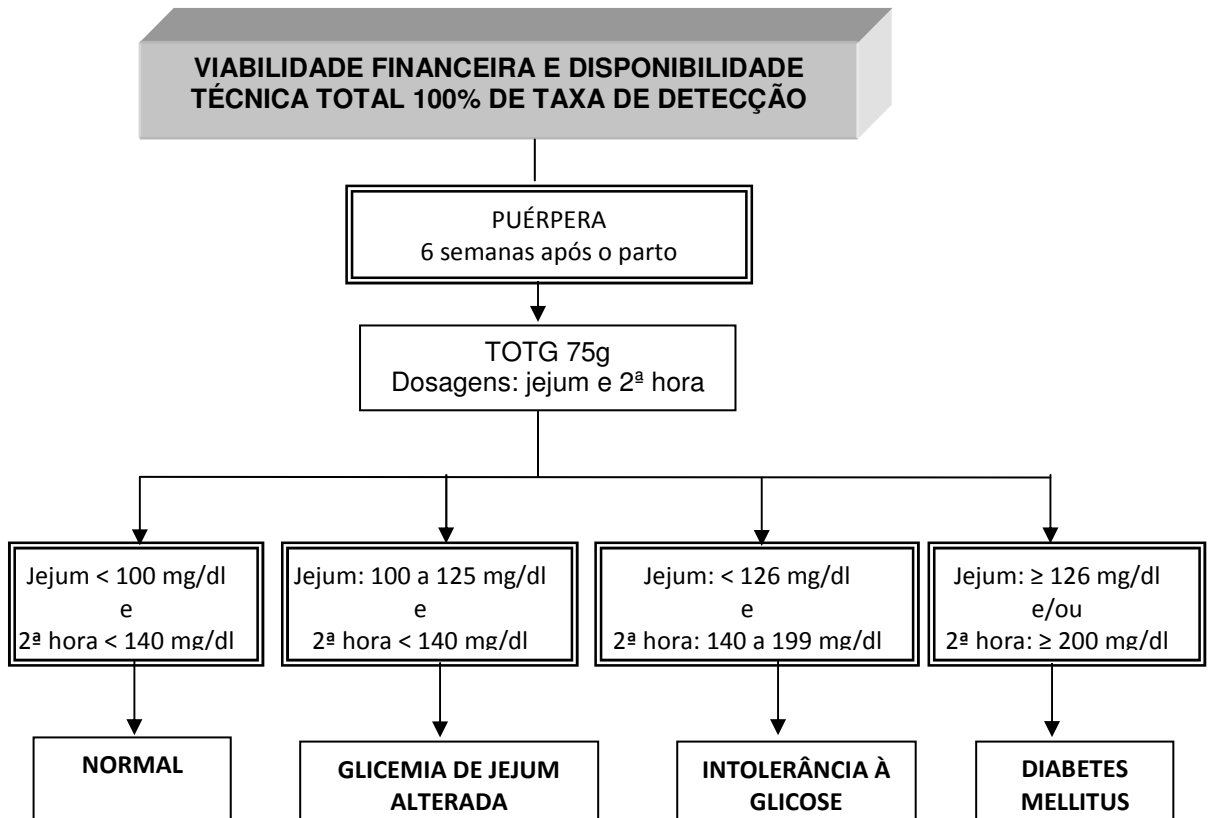 VIABILIDADE FINANCEIRA E DISPONIBILIDADE
TÉCNICA TOTAL 100% DE TAXA DE DETECÇÃO
PUÉRPERA
6 semanas após o parto
TOTG 75g
Dosagens: jejum e 2ª hora
Jejum < 100 mg/dl
e
2ª hora < 140 mg/dl
Jejum: 100 a 125 mg/dl
e
2ª hora < 140 mg/dl
Jejum: < 126 mg/dl
e
2ª hora: 140 a 199 mg/dl
Jejum: ≥ 126 mg/dl
e/ou
2ª hora: ≥ 200 mg/dl
NORMAL
GLICEMIA DE JEJUM
ALTERADA
INTOLERÂNCIA À
GLICOSE
DIABETES
MELLITUS